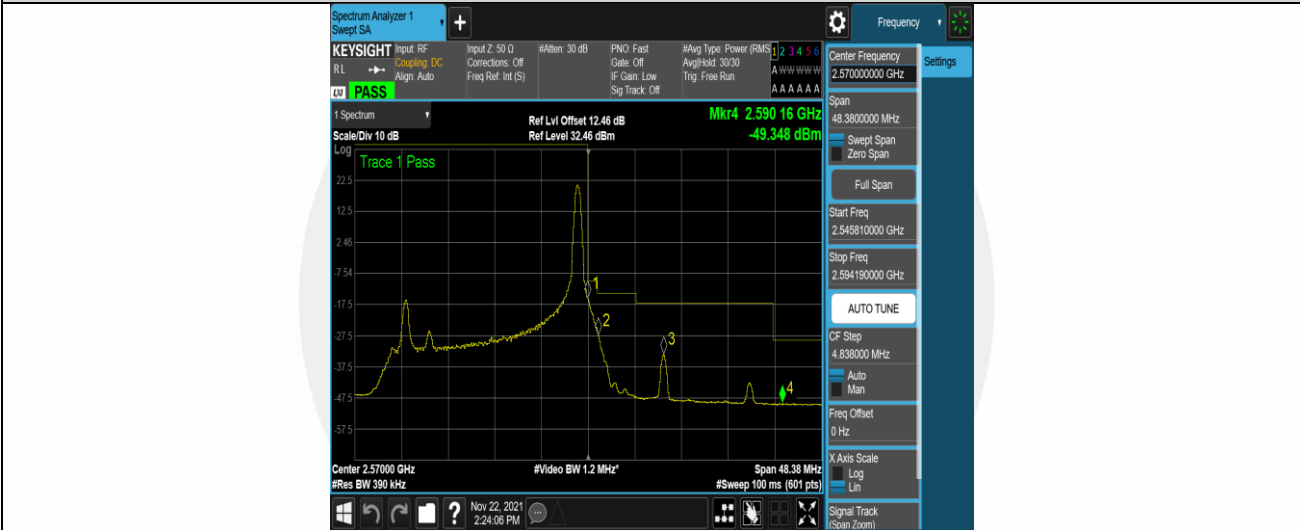 Spectrum Analyzer 1
Swept SA
+
Frequency
KEYSIGHT
R L
LXI PASS
Input: RF
Coupling: DC
Align: Auto
Input Z: 50 Ω
Corrections: Off
Freq Ref: Int (S)
#Atten: 30 dB
PNO: Fast
Gate: Off
IF Gain: Low
Sig Track: Off
#Avg Type: Power (RMS
Avg|Hold: 30/30
Trig: Free Run
1 2 3 4 5 6
A W W W W W
A A A A A A
1 Spectrum
Scale/Div 10 dB
Ref Lvl Offset 12.46 dB
Ref Level 32.46 dBm
Mkr4 2.590 16 GHz
-49.348 dBm
Log
Trace 1 Pass
22.5
12.5
2.46
-7.54
-17.5
-27.5
-37.5
-47.5
-57.5
1
2
3
4
Center 2.57000 GHz
#Res BW 390 kHz
#Video BW 1.2 MHz*
Span 48.38 MHz
#Sweep 100 ms (601 pts)
Center Frequency
2.570000000 GHz
Settings
Span
48.3800000 MHz
Swept Span
Zero Span
Full Span
Start Freq
2.545810000 GHz
Stop Freq
2.594190000 GHz
AUTO TUNE
CF Step
4.838000 MHz
Auto
Man
Freq Offset
0 Hz
X Axis Scale
Log
Lin
Signal Track
(Span Zoom)
?
Nov 22, 2021
2:24:06 PM